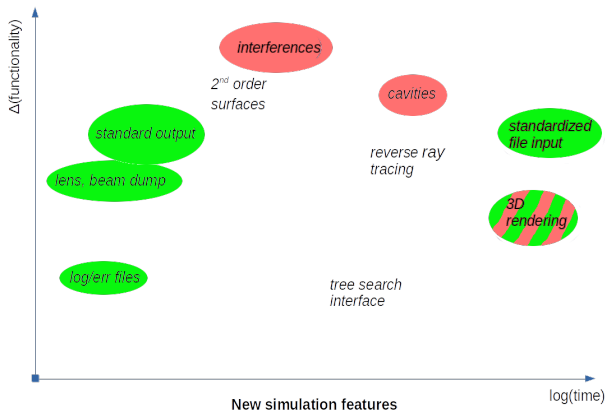 Δ(functionality)
interferences
2nd order
surfaces
cavities
standard output
standardized
file input
reverse ray
tracing
lens, beam dump
3D
rendering
log/err files
tree search
interface
log(time)
New simulation features